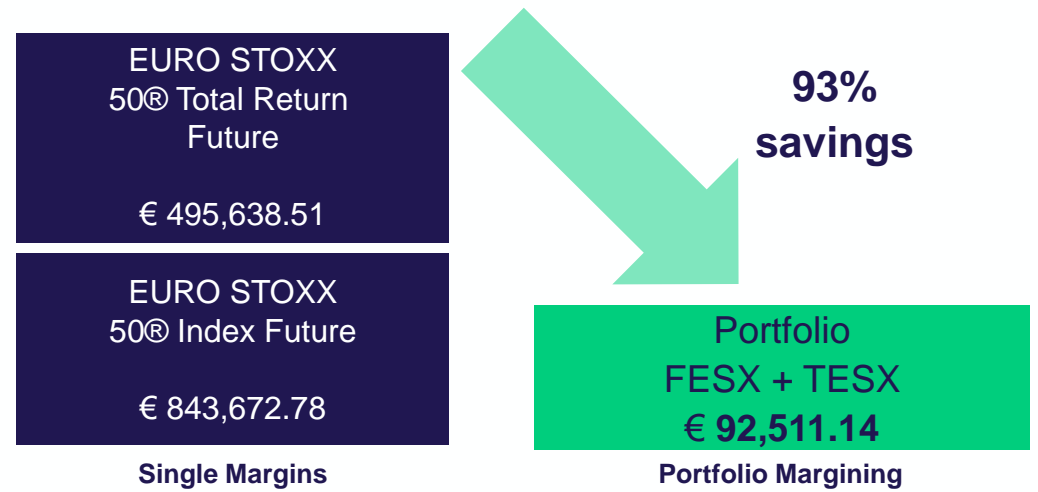 EURO STOXX
50® Total Return
Future
€ 495,638.51
93%
savings
EURO STOXX
50® Index Future
€ 843,672.78
Portfolio
FESX + TESX
€ 92,511.14
Single Margins
Portfolio Margining